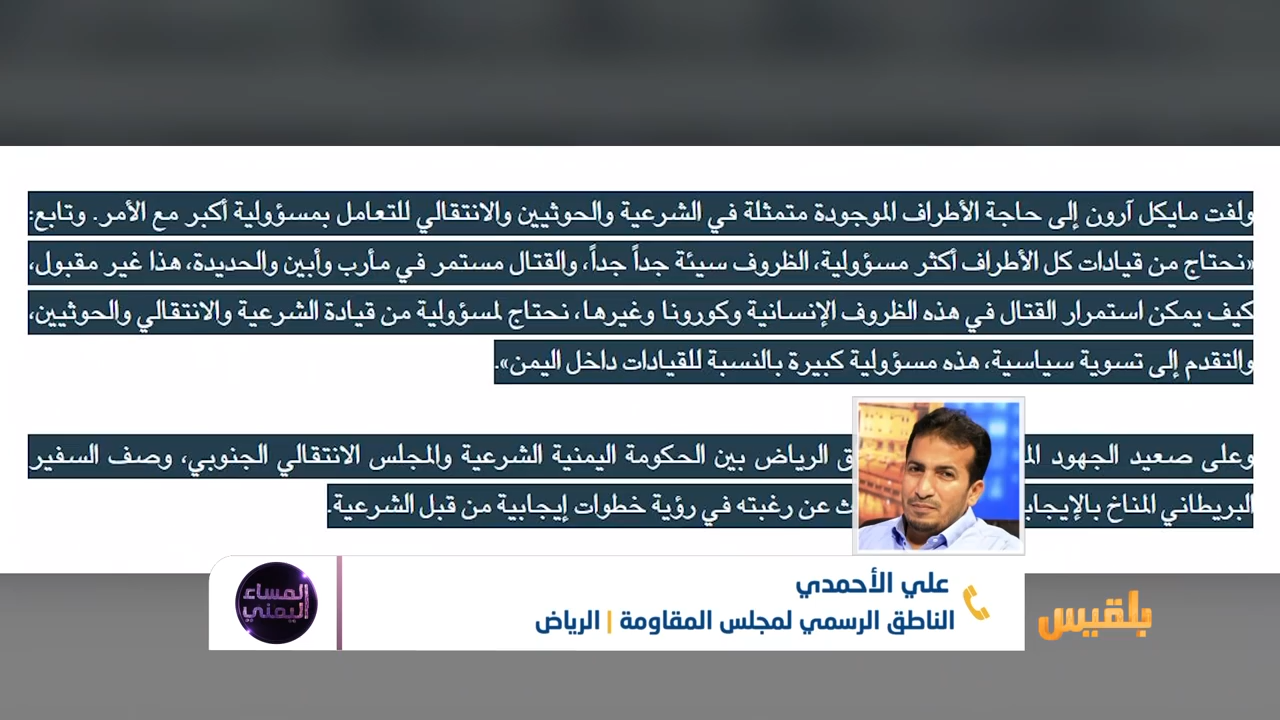 ولفت مايكل آرون إلى حاجة الأطراف الموجودة متمثلة في الشرعية والحوثيين والانتقالي للتعامل بمسؤولية أكبر مع الأمر. وتابع:
«نحتاج من قيادات كل الأطراف أكثر مسؤولية، الظروف سيئة جداً جداً، والقتال مستمر في مأرب وأبين والحديدة، هذا غير مقبول،
كيف يمكن استمرار القتال في هذه الظروف الإنسانية وكورونا وغيرها، نحتاج لمسؤولية من قيادة الشرعية والانتقالي والحوثيين،
والتقدم إلى تسوية سياسية، هذه مسؤولية كبيرة بالنسبة للقيادات داخل اليمن».
وعلى صعيد الجهود الرياض بين الحكومة اليمنية الشرعية والمجلس الانتقالي الجنوبي، وصف السفير
البريطاني المناخ عن رغبته في رؤية خطوات إيجابية من قبل الشرعية.
علي الأحمدي
الناطق الرسمي لمجلس المقاومة | الرياض
المساء
اليمني
بلقيس